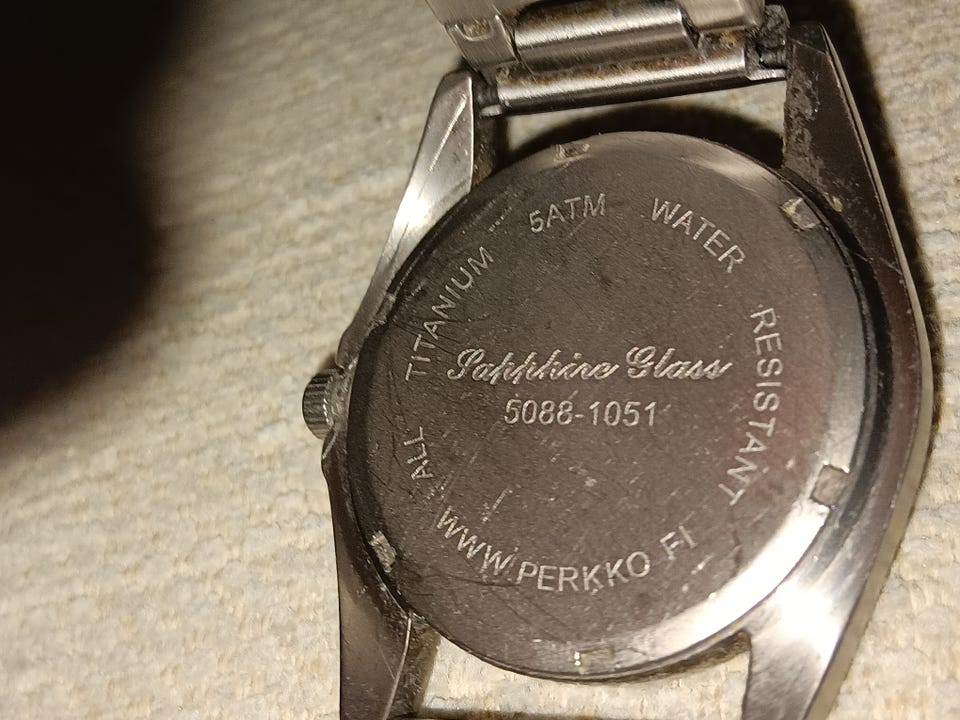 ALL TITANIUM 5ATM WATER RESISTANT
Sapphire Glass
5088-1051
WWW.PERKKO.FI